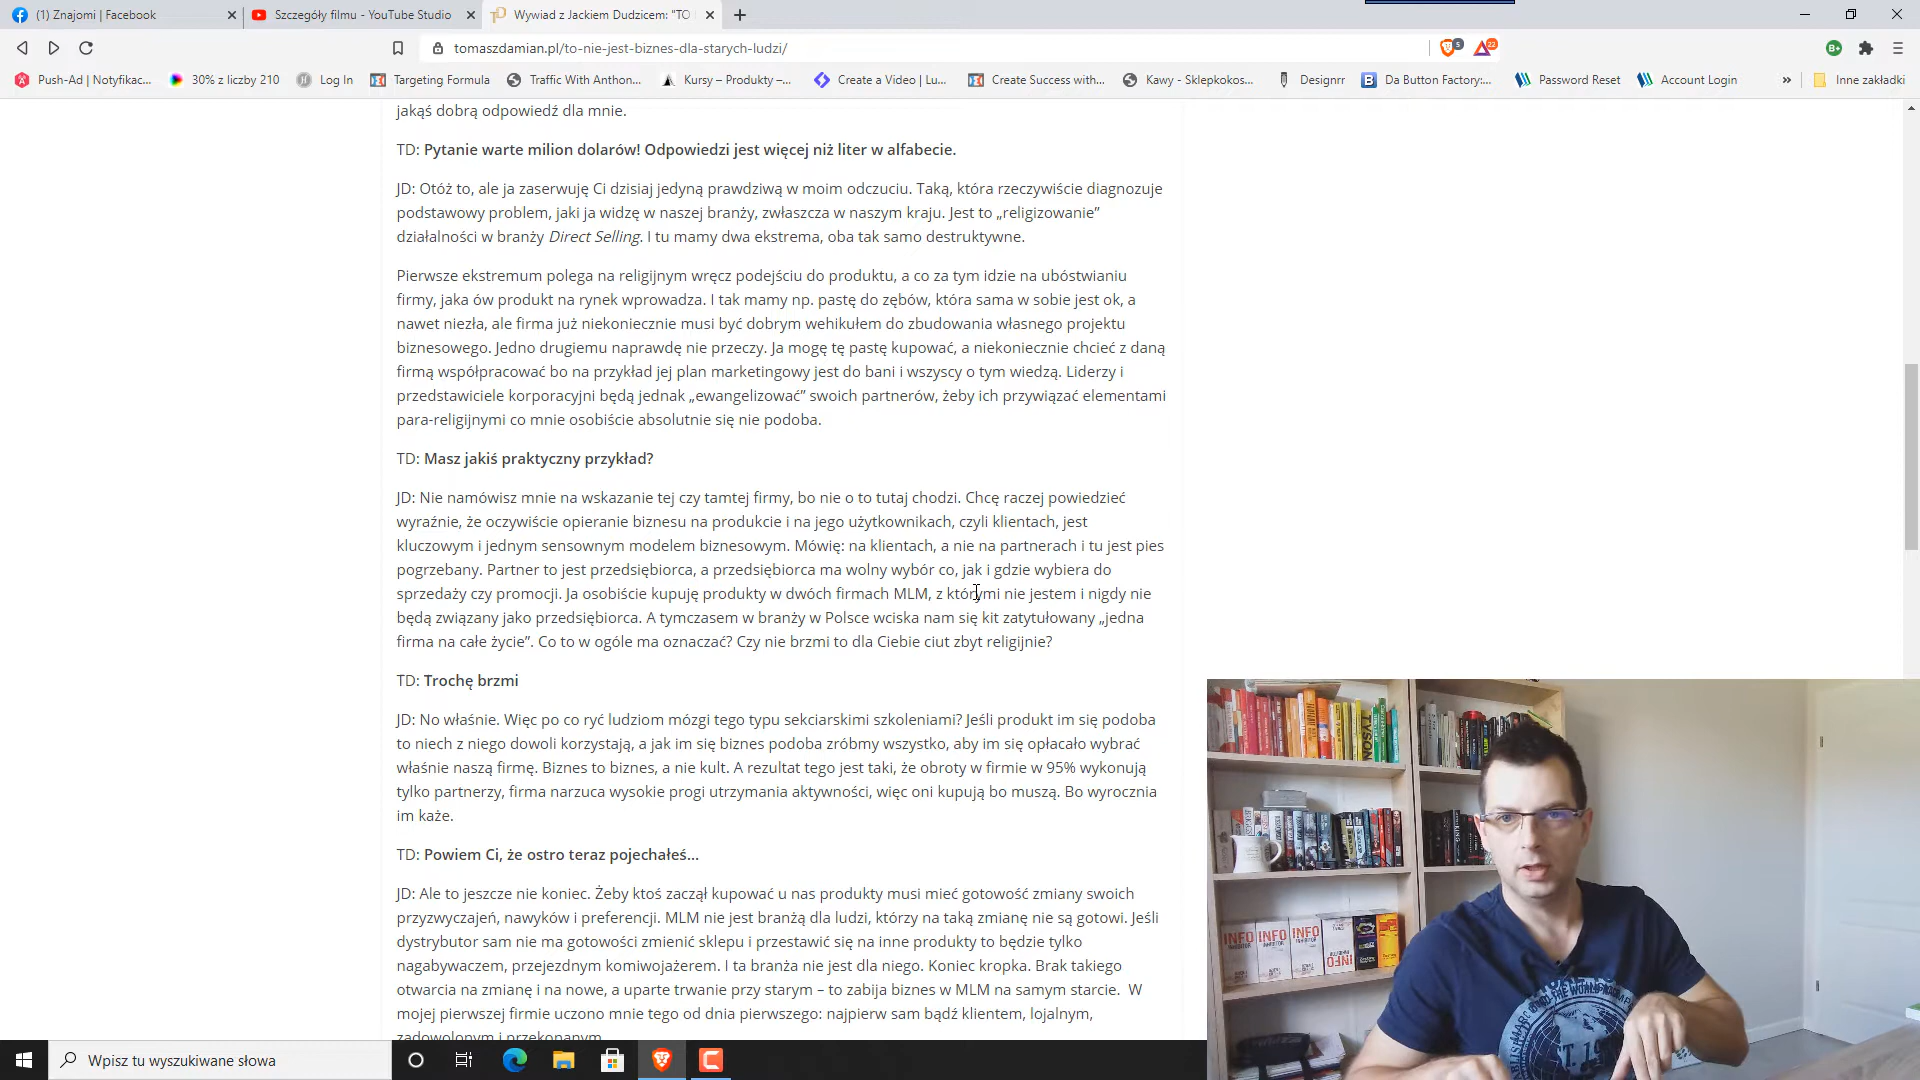 (1) Znajomi | Facebook
Szczegóły filmu - YouTube Studio
Wywiad z Jackiem Dudzicem: "TO
tomaszdamian.pl/to-nie-jest-biznes-dla-starych-ludzi/
5
22
B+
Push-Ad | Notyfikac...
30% z liczby 210
Log In
Targeting Formula
Traffic With Anthon...
Kursy – Produkty –...
Create a Video | Lu...
Create Success with...
Kawy - Sklepkokos...
Designrr
Da Button Factory:...
Password Reset
Account Login
»
Inne zakładki
jakąś dobrą odpowiedź dla mnie.
TD: Pytanie warte milion dolarów! Odpowiedzi jest więcej niż liter w alfabecie.
JD: Otóż to, ale ja zaserwuję Ci dzisiaj jedyną prawdziwą w moim odczuciu. Taką, która rzeczywiście diagnozuje
podstawowy problem, jaki ja widzę w naszej branży, zwłaszcza w naszym kraju. Jest to „religizowanie”
działalności w branży Direct Selling. I tu mamy dwa ekstrema, oba tak samo destruktywne.
Pierwsze ekstremum polega na religijnym wręcz podejściu do produktu, a co za tym idzie na ubóstwianiu
firmy, jaka ów produkt na rynek wprowadza. I tak mamy np. pastę do zębów, która sama w sobie jest ok, a
nawet niezła, ale firma już niekoniecznie musi być dobrym wehikułem do zbudowania własnego projektu
biznesowego. Jedno drugiemu naprawdę nie przeczy. Ja mogę tę pastę kupować, a niekoniecznie chcieć z daną
firmą współpracować bo na przykład jej plan marketingowy jest do bani i wszyscy o tym wiedzą. Liderzy i
przedstawiciele korporacyjni będą jednak „ewangelizować” swoich partnerów, żeby ich przywiązać elementami
para-religijnymi co mnie osobiście absolutnie się nie podoba.
TD: Masz jakiś praktyczny przykład?
JD: Nie namówisz mnie na wskazanie tej czy tamtej firmy, bo nie o to tutaj chodzi. Chcę raczej powiedzieć
wyraźnie, że oczywiście opieranie biznesu na produkcie i na jego użytkownikach, czyli klientach, jest
kluczowym i jednym sensownym modelem biznesowym. Mówię: na klientach, a nie na partnerach i tu jest pies
pogrzebany. Partner to jest przedsiębiorca, a przedsiębiorca ma wolny wybór co, jak i gdzie wybiera do
sprzedaży czy promocji. Ja osobiście kupuję produkty w dwóch firmach MLM, z którymi nie jestem i nigdy nie
będą związany jako przedsiębiorca. A tymczasem w branży w Polsce wciska nam się kit zatytułowany „jedna
firma na całe życie”. Co to w ogóle ma oznaczać? Czy nie brzmi to dla Ciebie ciut zbyt religijnie?
TD: Trochę brzmi
JD: No właśnie. Więc po co ryć ludziom mózgi tego typu sekciarskimi szkoleniami? Jeśli produkt im się podoba
to niech z niego dowoli korzystają, a jak im się biznes podoba zróbmy wszystko, aby im się opłacało wybrać
właśnie naszą firmę. Biznes to biznes, a nie kult. A rezultat tego jest taki, że obroty w firmie w 95% wykonują
tylko partnerzy, firma narzuca wysokie progi utrzymania aktywności, więc oni kupują bo muszą. Bo wyrocznia
im każe.
TD: Powiem Ci, że ostro teraz pojechałeś...
JD: Ale to jeszcze nie koniec. Żeby ktoś zaczął kupować u nas produkty musi mieć gotowość zmiany swoich
przyzwyczajeń, nawyków i preferencji. MLM nie jest branżą dla ludzi, którzy na taką zmianę nie są gotowi. Jeśli
dystrybutor sam nie ma gotowości zmienić sklepu i przestawić się na inne produkty to będzie tylko
nagabywaczem, przejezdnym komiwojażerem. I ta branża nie jest dla niego. Koniec kropka. Brak takiego
otwarcia na zmianę i na nowe, a uparte trwanie przy starym – to zabija biznes w MLM na samym starcie. W
mojej pierwszej firmie uczono mnie tego od dnia pierwszego: najpierw sam bądź klientem, lojalnym,
zadowolonym i przekonanym.
TYSON
KING
INFO
INFO
INFO
INFO
Wpisz tu wyszukiwane słowa